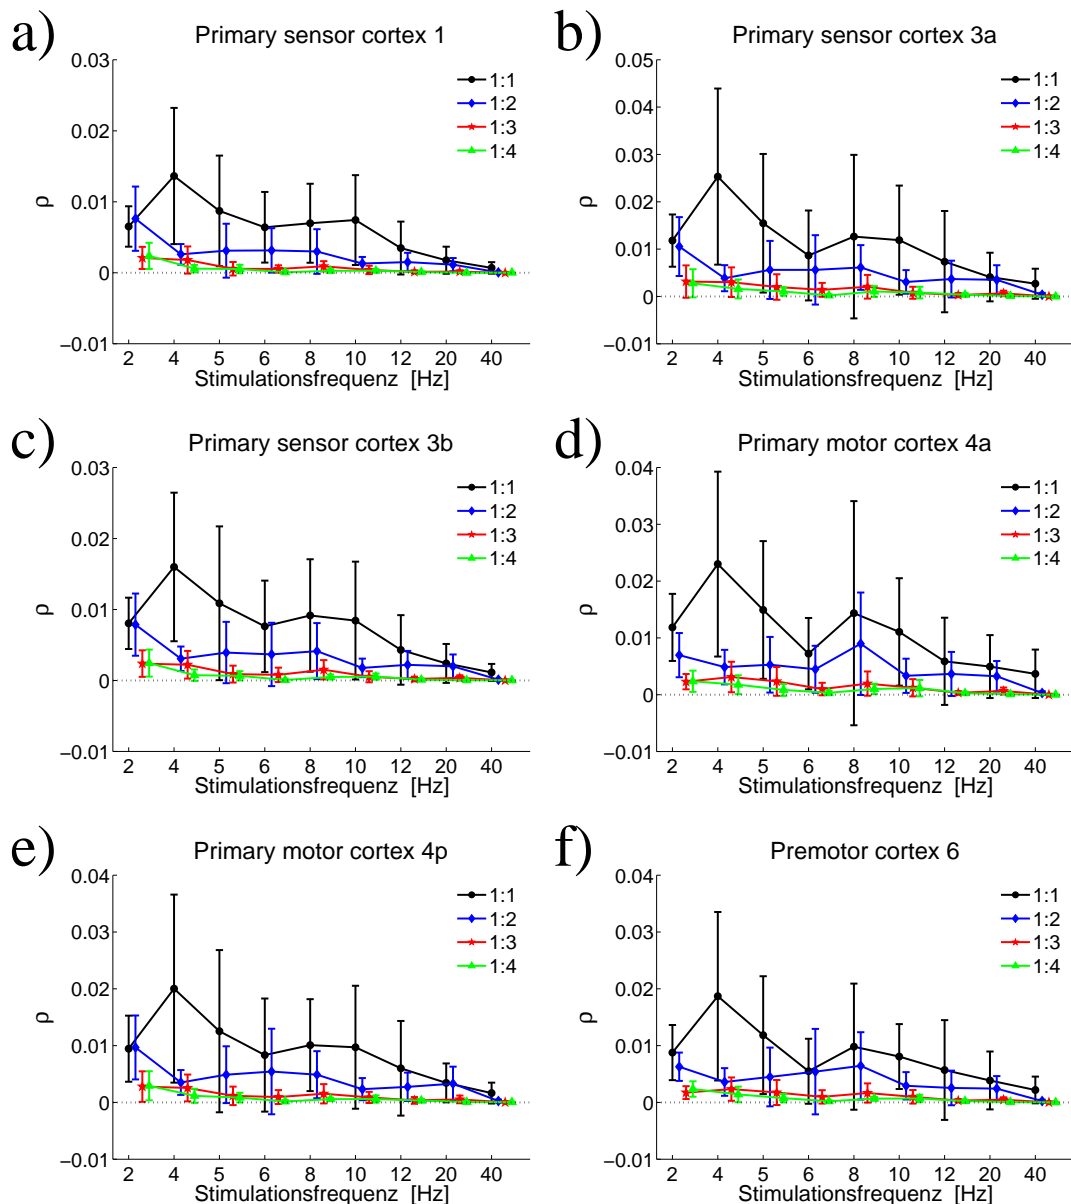 a) Primary sensor cortex 1
0.03
0.02
0.01
0
−0.01
ρ
1:1
1:2
1:3
1:4
2 4 5 6 8 10 12 20 40
Stimulationsfrequenz [Hz]
b) Primary sensor cortex 3a
0.05
0.04
0.03
0.02
0.01
0
−0.01
ρ
1:1
1:2
1:3
1:4
2 4 5 6 8 10 12 20 40
Stimulationsfrequenz [Hz]
c) Primary sensor cortex 3b
0.03
0.02
0.01
0
−0.01
ρ
1:1
1:2
1:3
1:4
2 4 5 6 8 10 12 20 40
Stimulationsfrequenz [Hz]
d) Primary motor cortex 4a
0.04
0.03
0.02
0.01
0
−0.01
ρ
1:1
1:2
1:3
1:4
2 4 5 6 8 10 12 20 40
Stimulationsfrequenz [Hz]
e) Primary motor cortex 4p
0.04
0.03
0.02
0.01
0
−0.01
ρ
1:1
1:2
1:3
1:4
2 4 5 6 8 10 12 20 40
Stimulationsfrequenz [Hz]
f) Premotor cortex 6
0.04
0.03
0.02
0.01
0
−0.01
ρ
1:1
1:2
1:3
1:4
2 4 5 6 8 10 12 20 40
Stimulationsfrequenz [Hz]